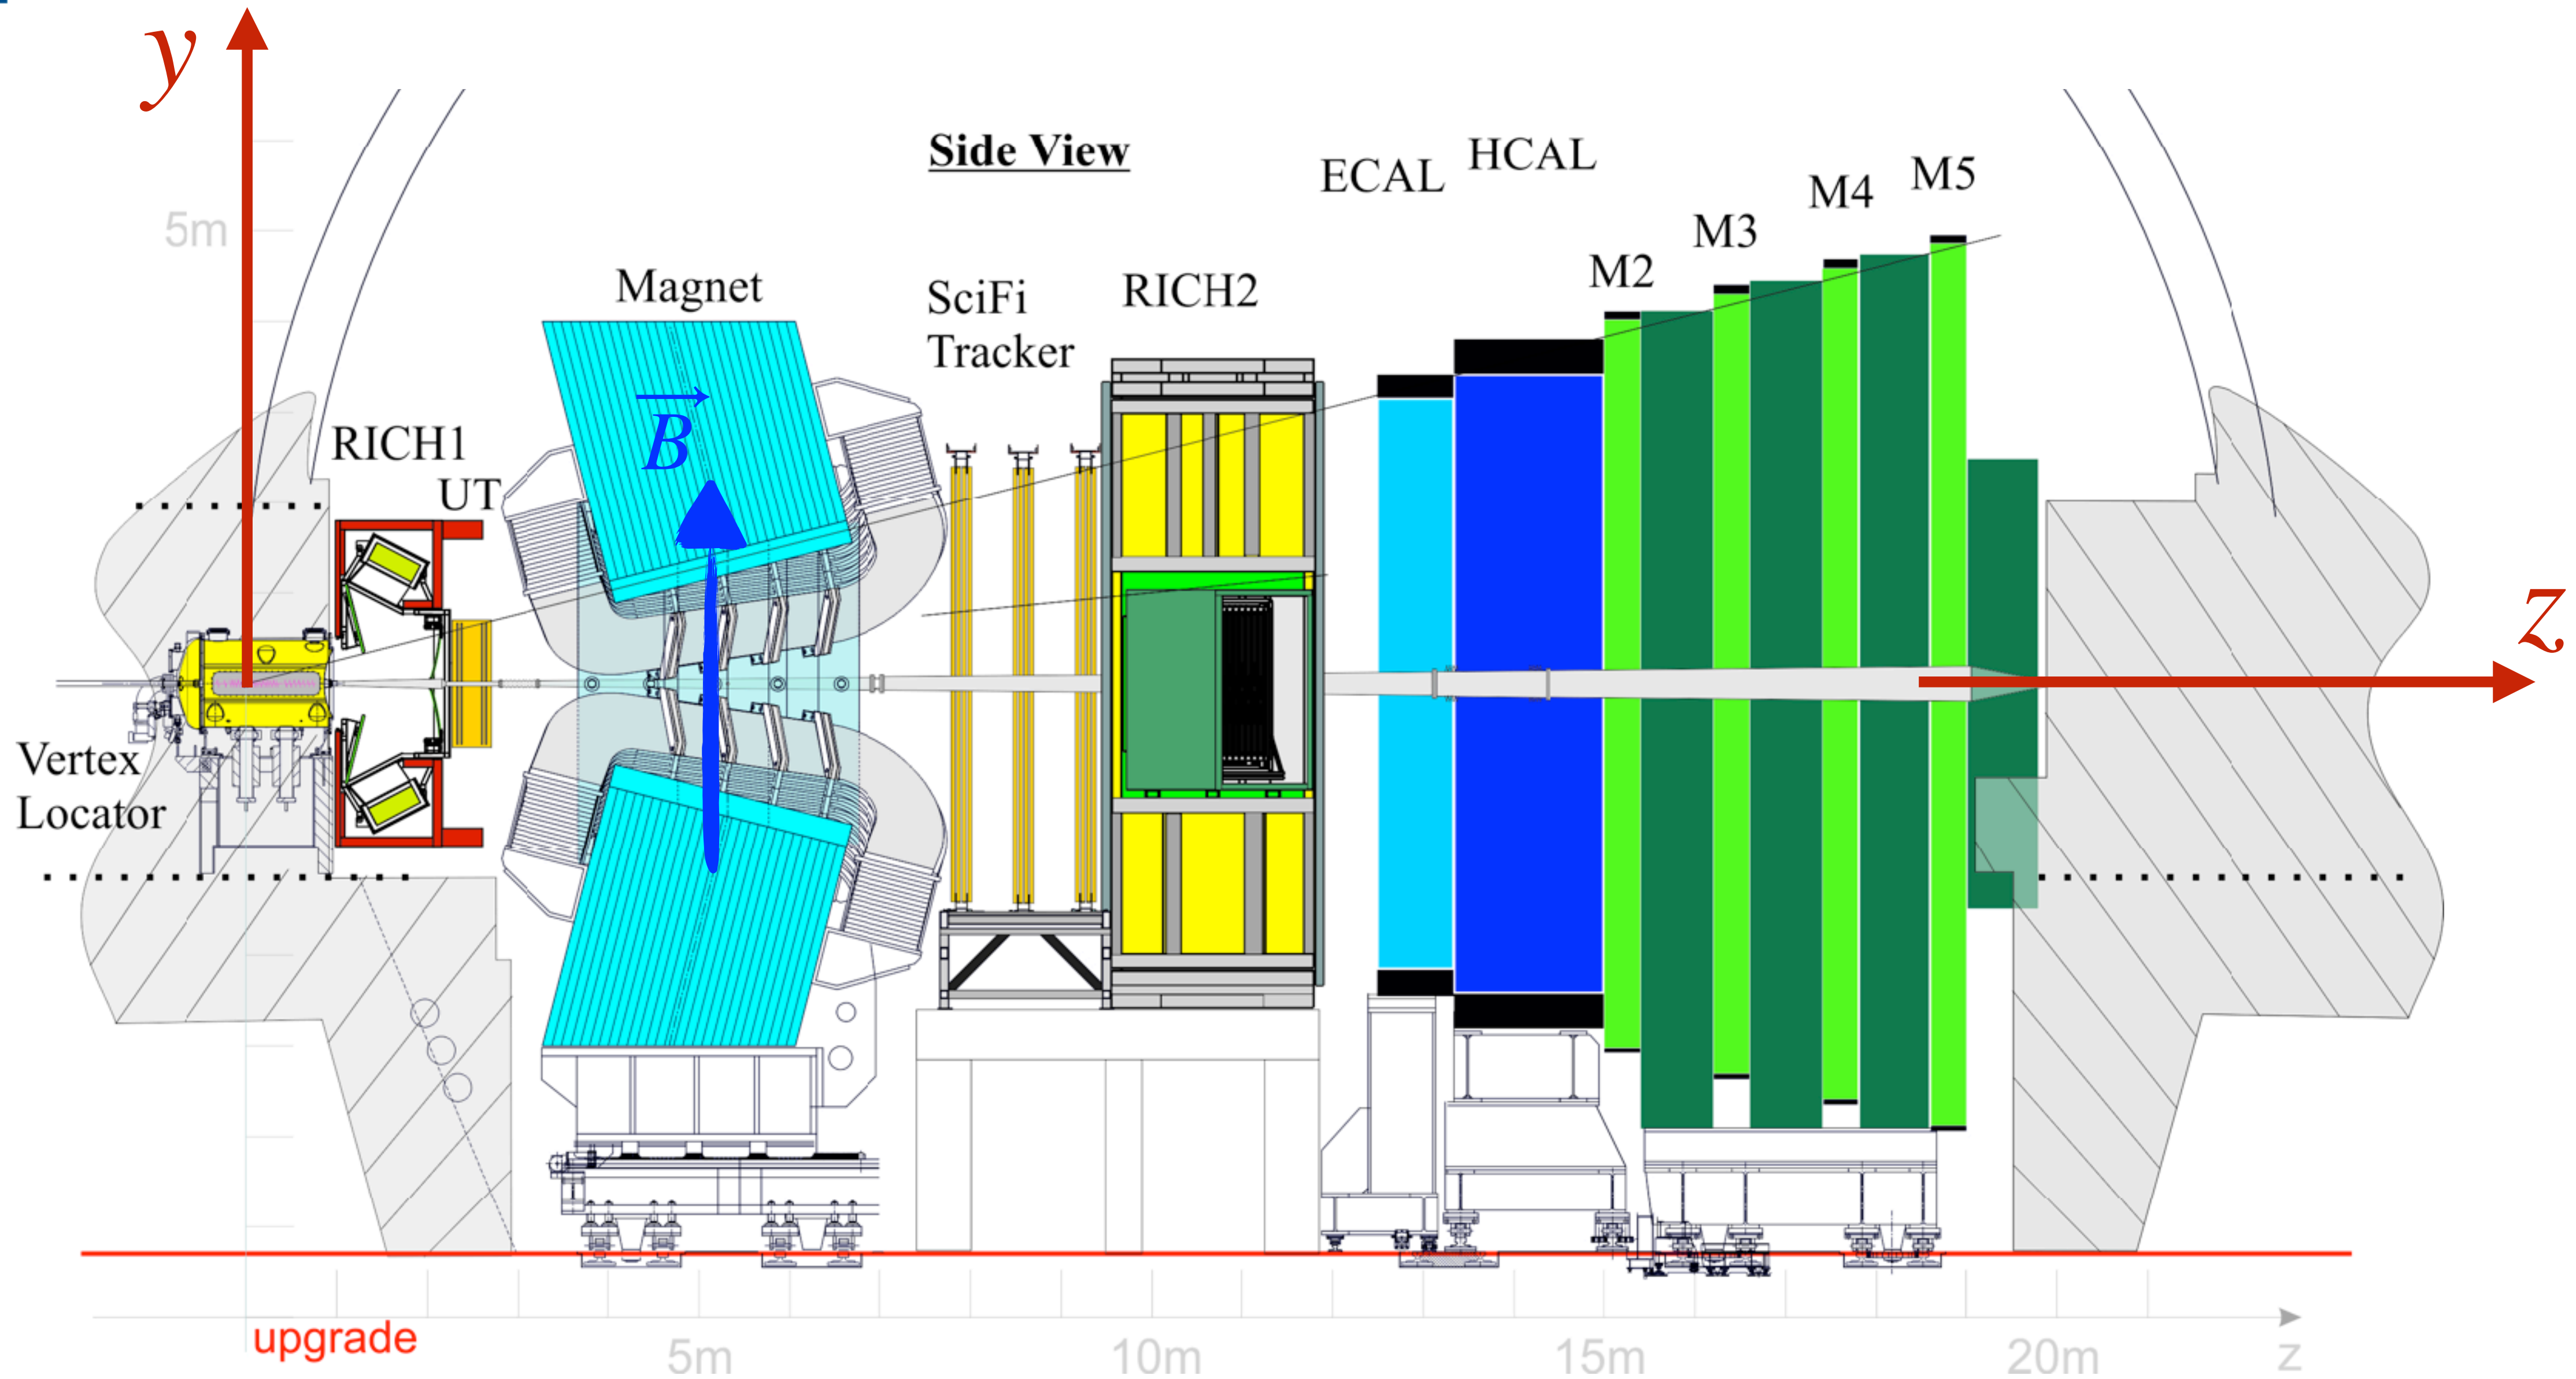 y
Side View
ECAL
HCAL
M2
M3
M4
M5
5m
Magnet
SciFi
Tracker
RICH2
B
RICH1
UT
z
Vertex
Locator
upgrade
5m
10m
15m
20m
z